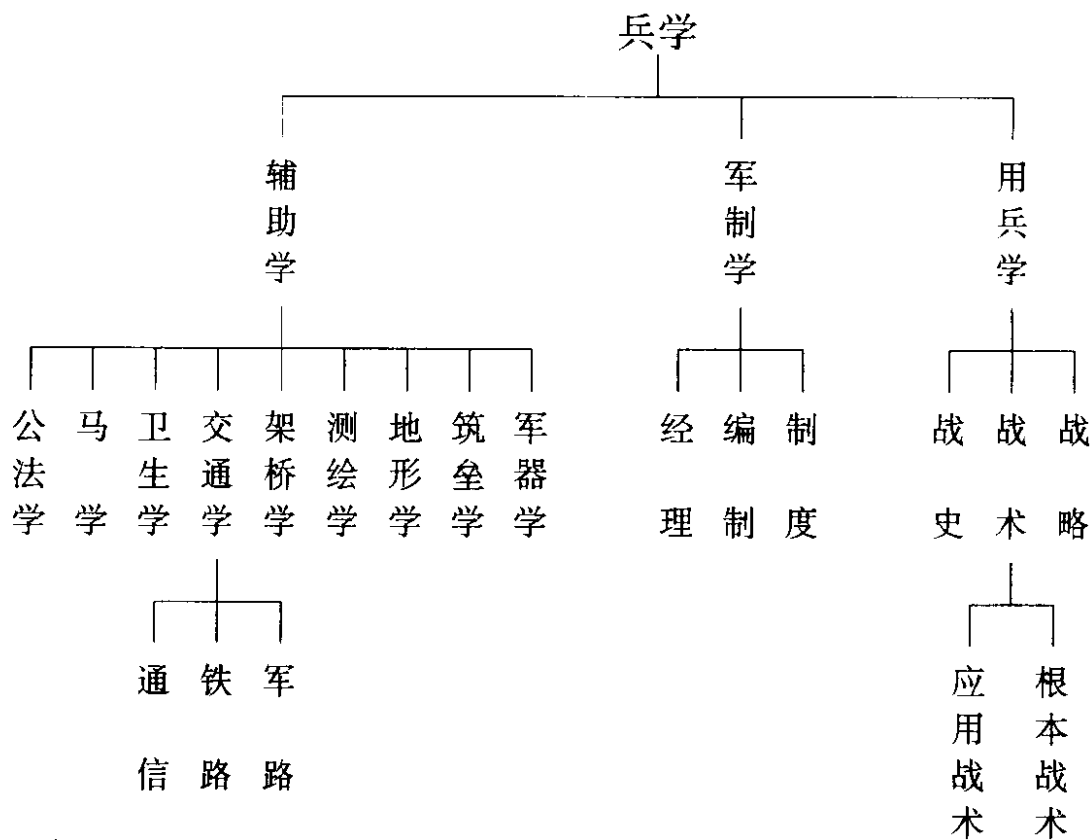 兵学
辅助学
军制学
用兵学
公法学
马学
卫生学
交通学
架桥学
测绘学
地形学
筑垒学
军器学
经理
编制
制度
战史
战术
战略
通信
铁路
军路
应用战术
根本战术